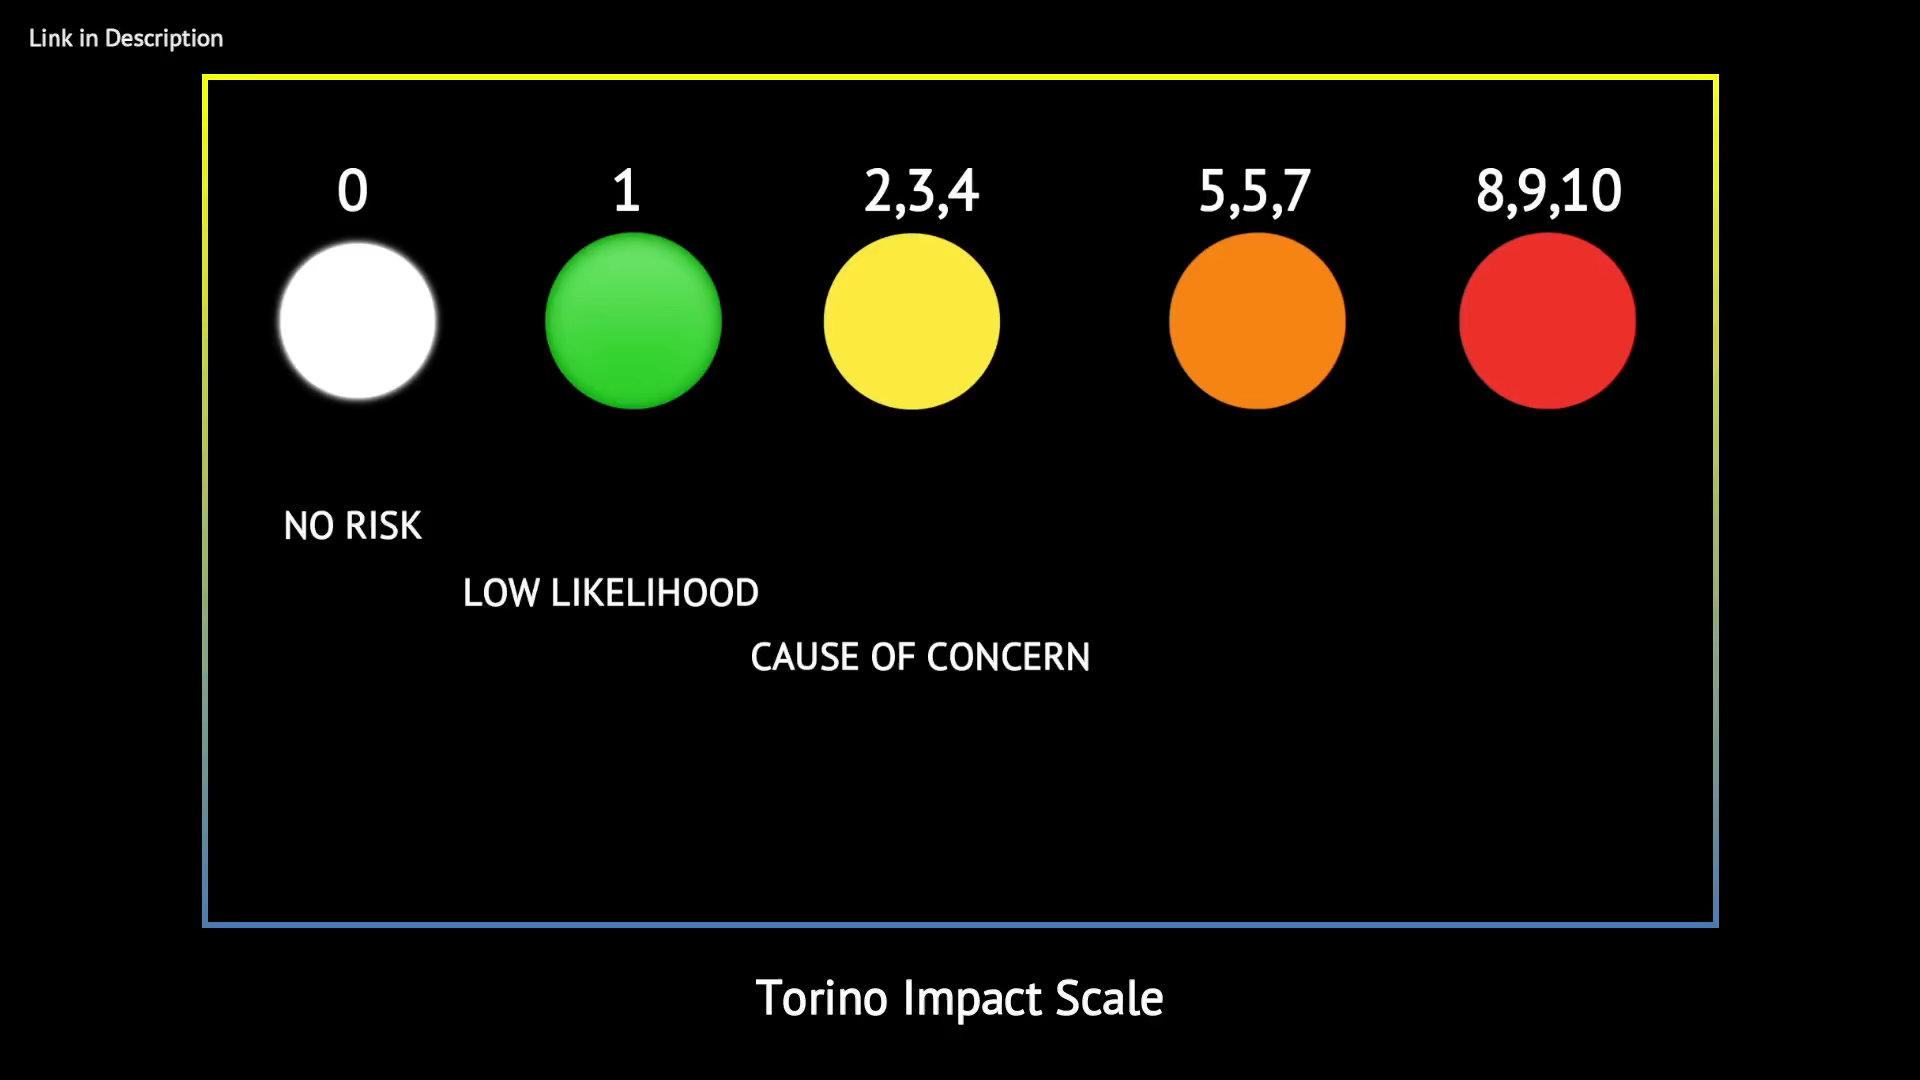 Link in Description
0 1 2,3,4 5,5,7 8,9,10
NO RISK
LOW LIKELIHOOD
CAUSE OF CONCERN
Torino Impact Scale